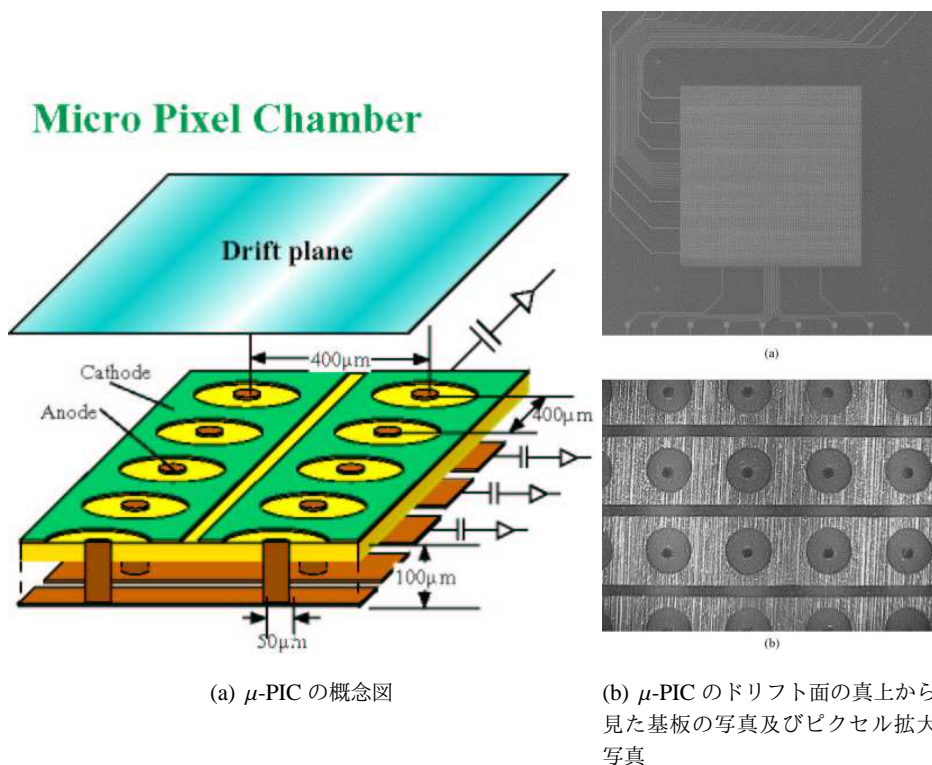 Micro Pixel Chamber
Drift plane
400µm
Cathode
400µm
Anode
100µm
50µm
(a) μ-PIC の概念図
(a)
(b)
(b) μ-PIC のドリフト面の真上から
見た基板の写真及びピクセル拡大
写真